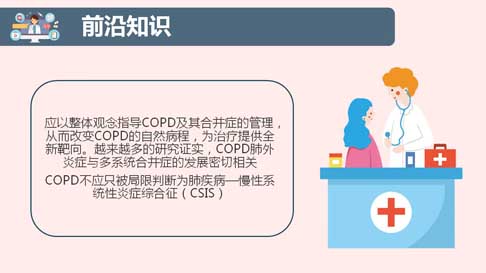 前沿知识
应以整体观念指导COPD及其合并症的管理，
从而改变COPD的自然病程，为治疗提供全
新靶向。越来越多的研究证实，COPD肺外
炎症与多系统合并症的发展密切相关
COPD不应只被局限判断为肺疾病—慢性系
统性炎症综合征（CSIS）